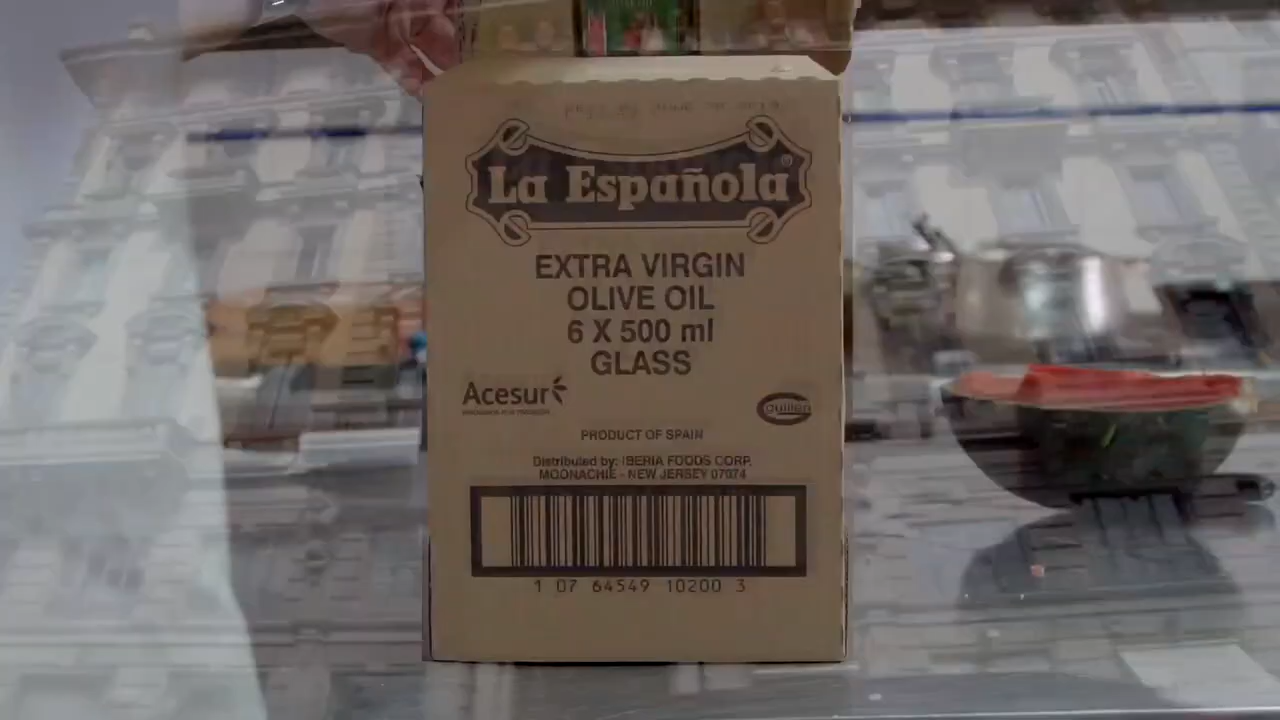 La Española®
EXTRA VIRGIN
OLIVE OIL
6 X 500 ml
GLASS
Acesur
guillén
PRODUCT OF SPAIN
Distributed by: IBERIA FOODS CORP.
MOONACHIE - NEW JERSEY 07074
1 07 64549 10200 3